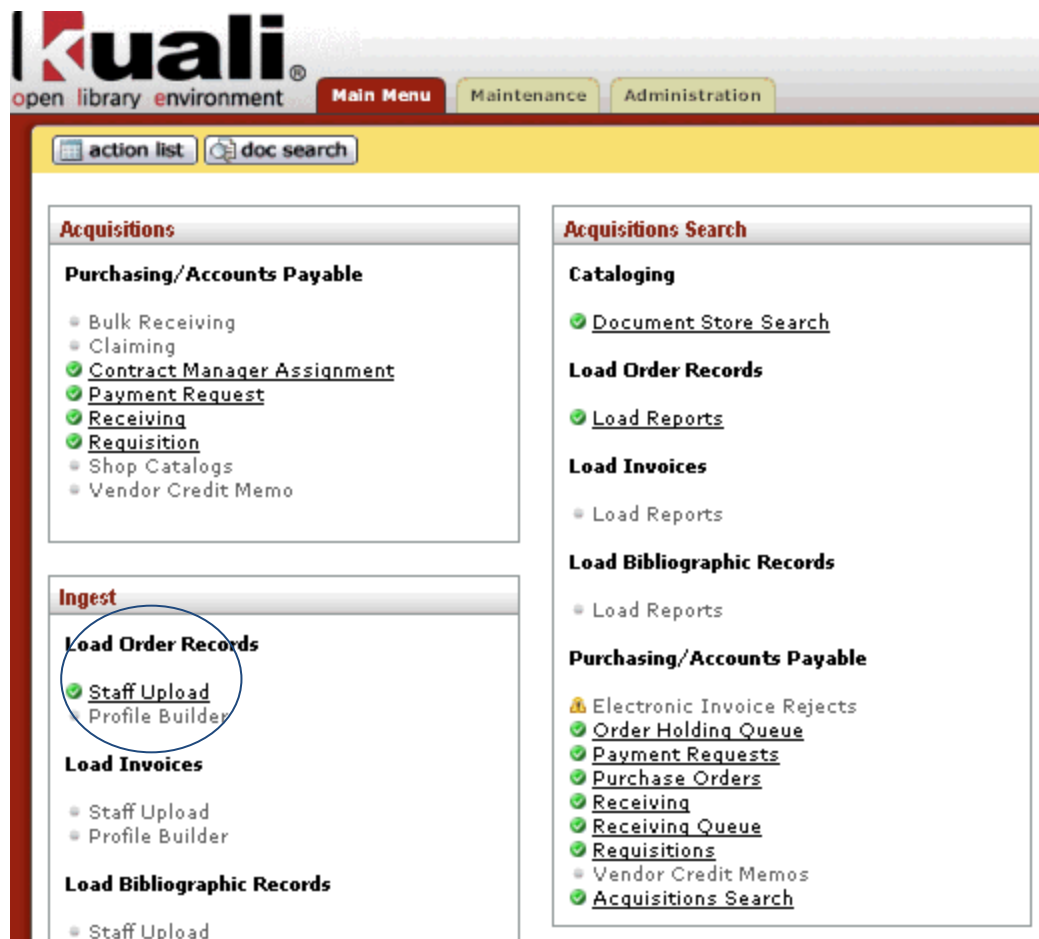 kuali®
open library environment
Main Menu
Maintenance
Administration
action list
doc search
Acquisitions
Purchasing/Accounts Payable
Bulk Receiving
Claiming
Contract Manager Assignment
Payment Request
Receiving
Requisition
Shop Catalogs
Vendor Credit Memo
Ingest
Load Order Records
Staff Upload
Profile Builder
Load Invoices
Staff Upload
Profile Builder
Load Bibliographic Records
Staff Upload
Acquisitions Search
Cataloging
Document Store Search
Load Order Records
Load Reports
Load Invoices
Load Reports
Load Bibliographic Records
Load Reports
Purchasing/Accounts Payable
Electronic Invoice Rejects
Order Holding Queue
Payment Requests
Purchase Orders
Receiving
Receiving Queue
Requisitions
Vendor Credit Memos
Acquisitions Search